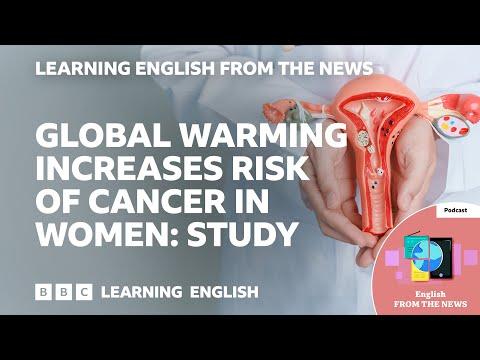 LEARNING ENGLISH FROM THE NEWS
GLOBAL WARMING
INCREASES RISK
OF CANCER IN
WOMEN: STUDY
BBC LEARNING ENGLISH
Podcast
English
FROM THE NEWS